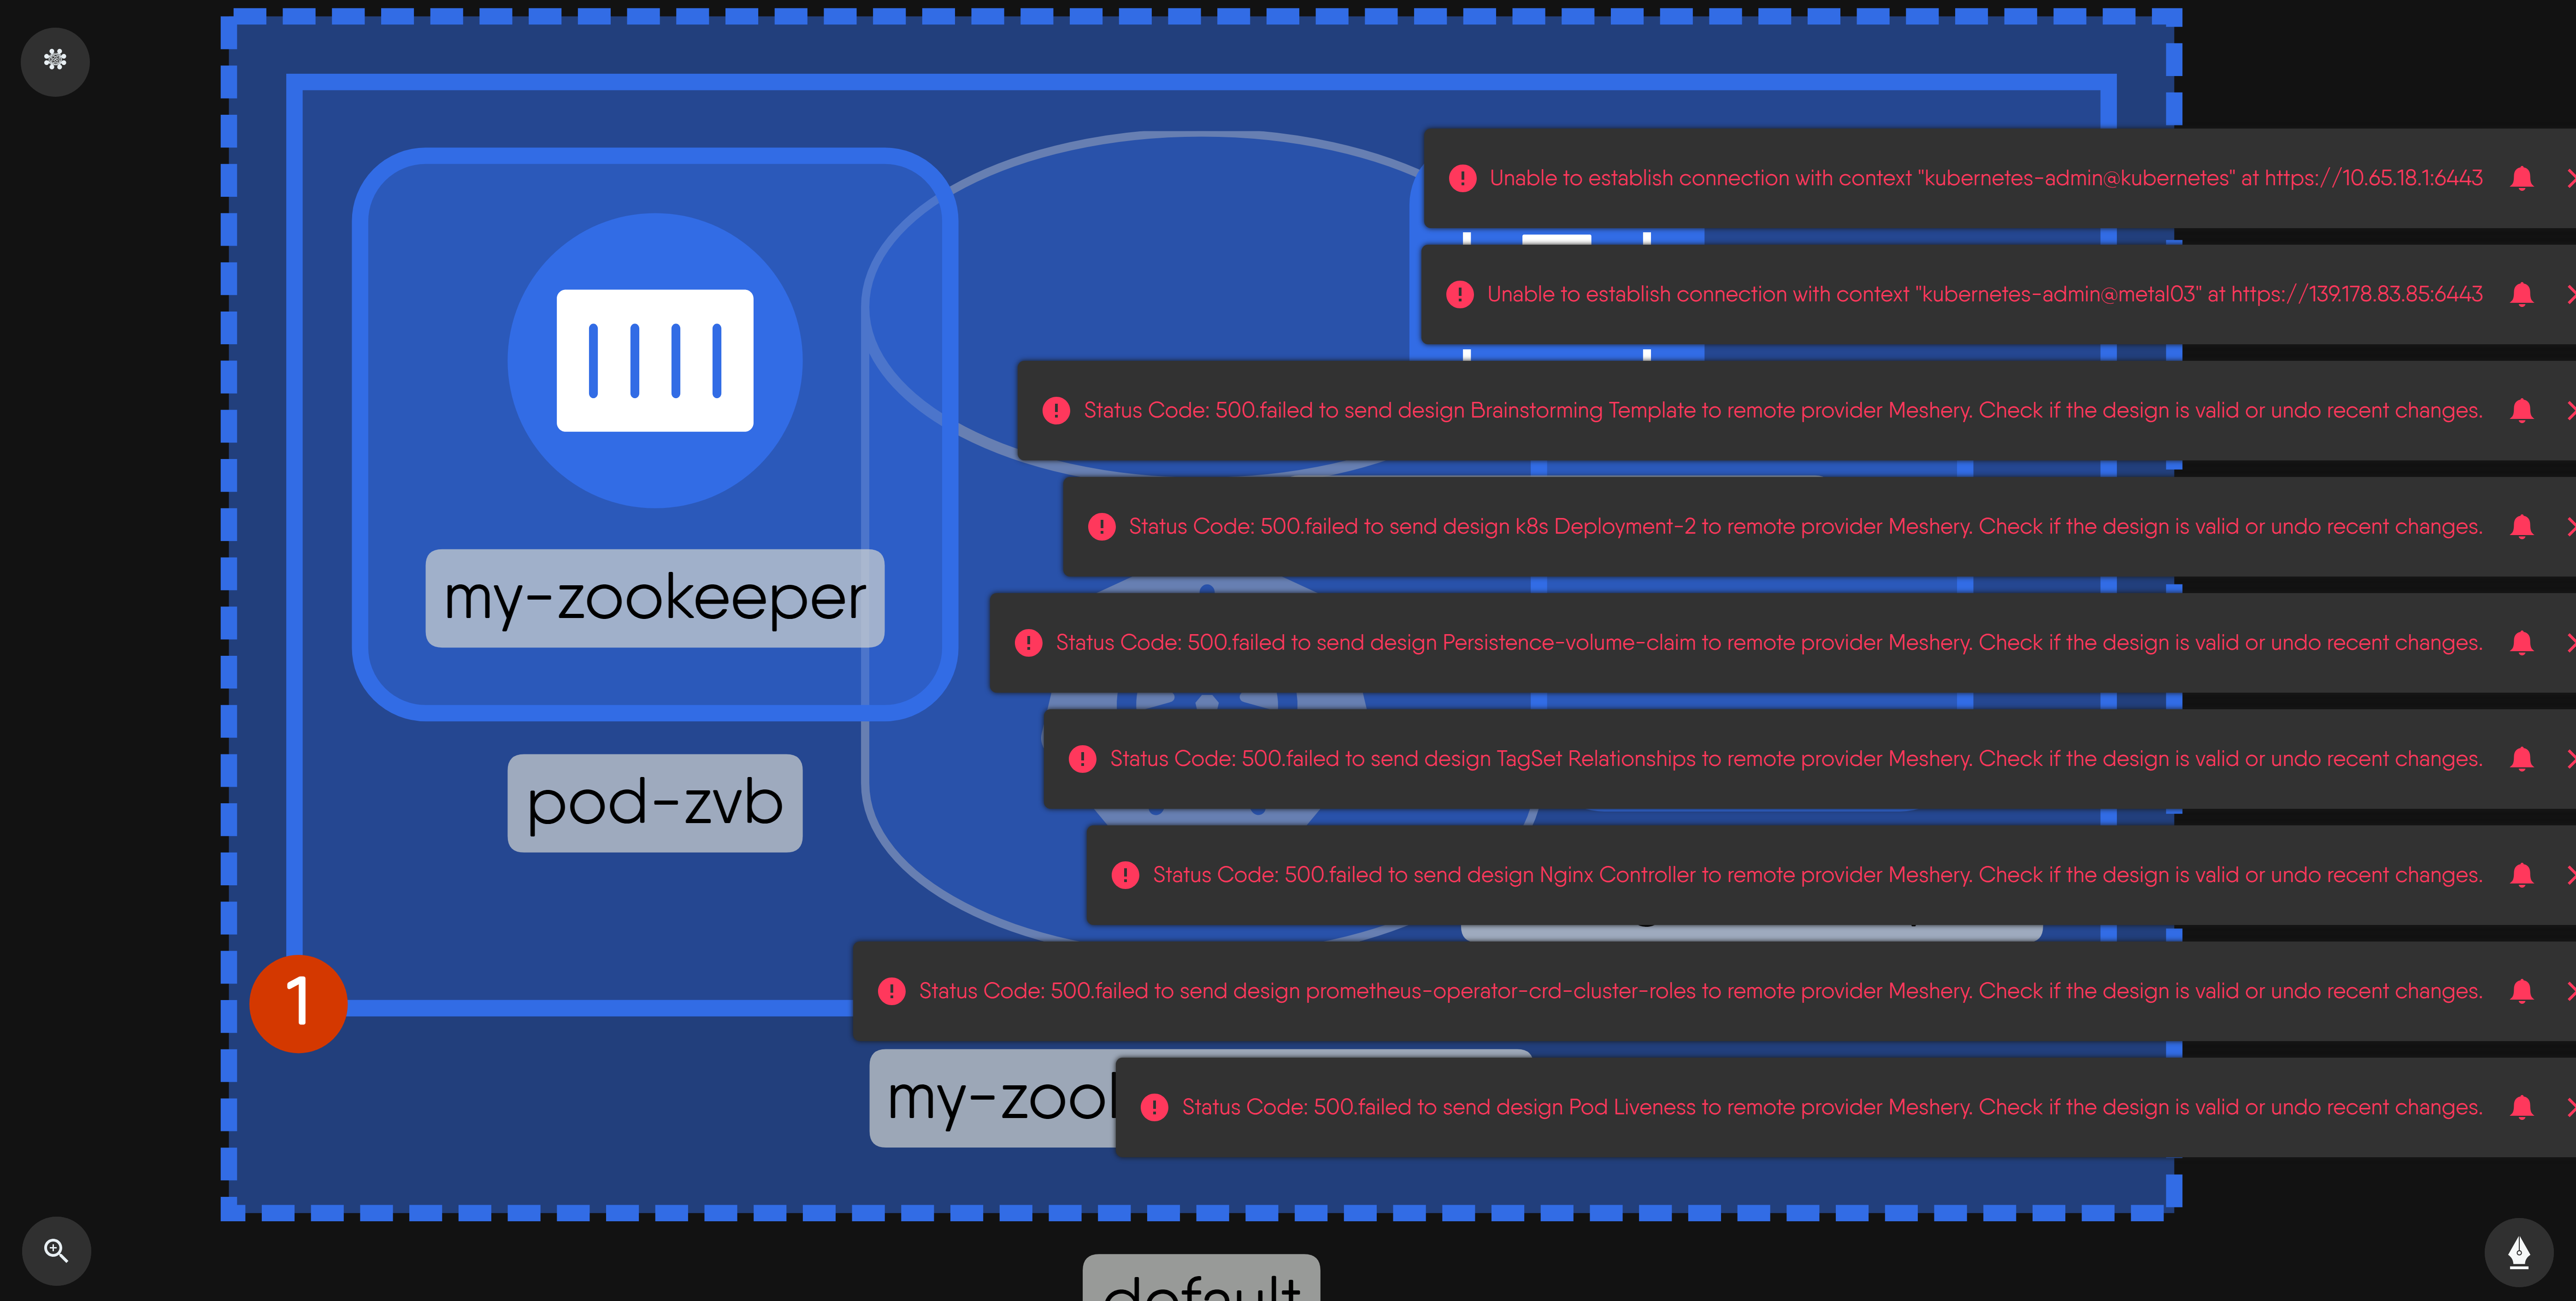 Unable to establish connection with context "kubernetes-admin@kubernetes" at https://10.65.18.1:6443
Unable to establish connection with context "kubernetes-admin@metal03" at https://139.178.83.85:6443
Status Code: 500.failed to send design Brainstorming Template to remote provider Meshery. Check if the design is valid or undo recent changes.
Status Code: 500.failed to send design k8s Deployment-2 to remote provider Meshery. Check if the design is valid or undo recent changes.
my-zookeeper
Status Code: 500.failed to send design Persistence-volume-claim to remote provider Meshery. Check if the design is valid or undo recent changes.
Status Code: 500.failed to send design TagSet Relationships to remote provider Meshery. Check if the design is valid or undo recent changes.
pod-zvb
Status Code: 500.failed to send design Nginx Controller to remote provider Meshery. Check if the design is valid or undo recent changes.
Status Code: 500.failed to send design prometheus-operator-crd-cluster-roles to remote provider Meshery. Check if the design is valid or undo recent changes.
1
Status Code: 500.failed to send design Pod Liveness to remote provider Meshery. Check if the design is valid or undo recent changes.
default